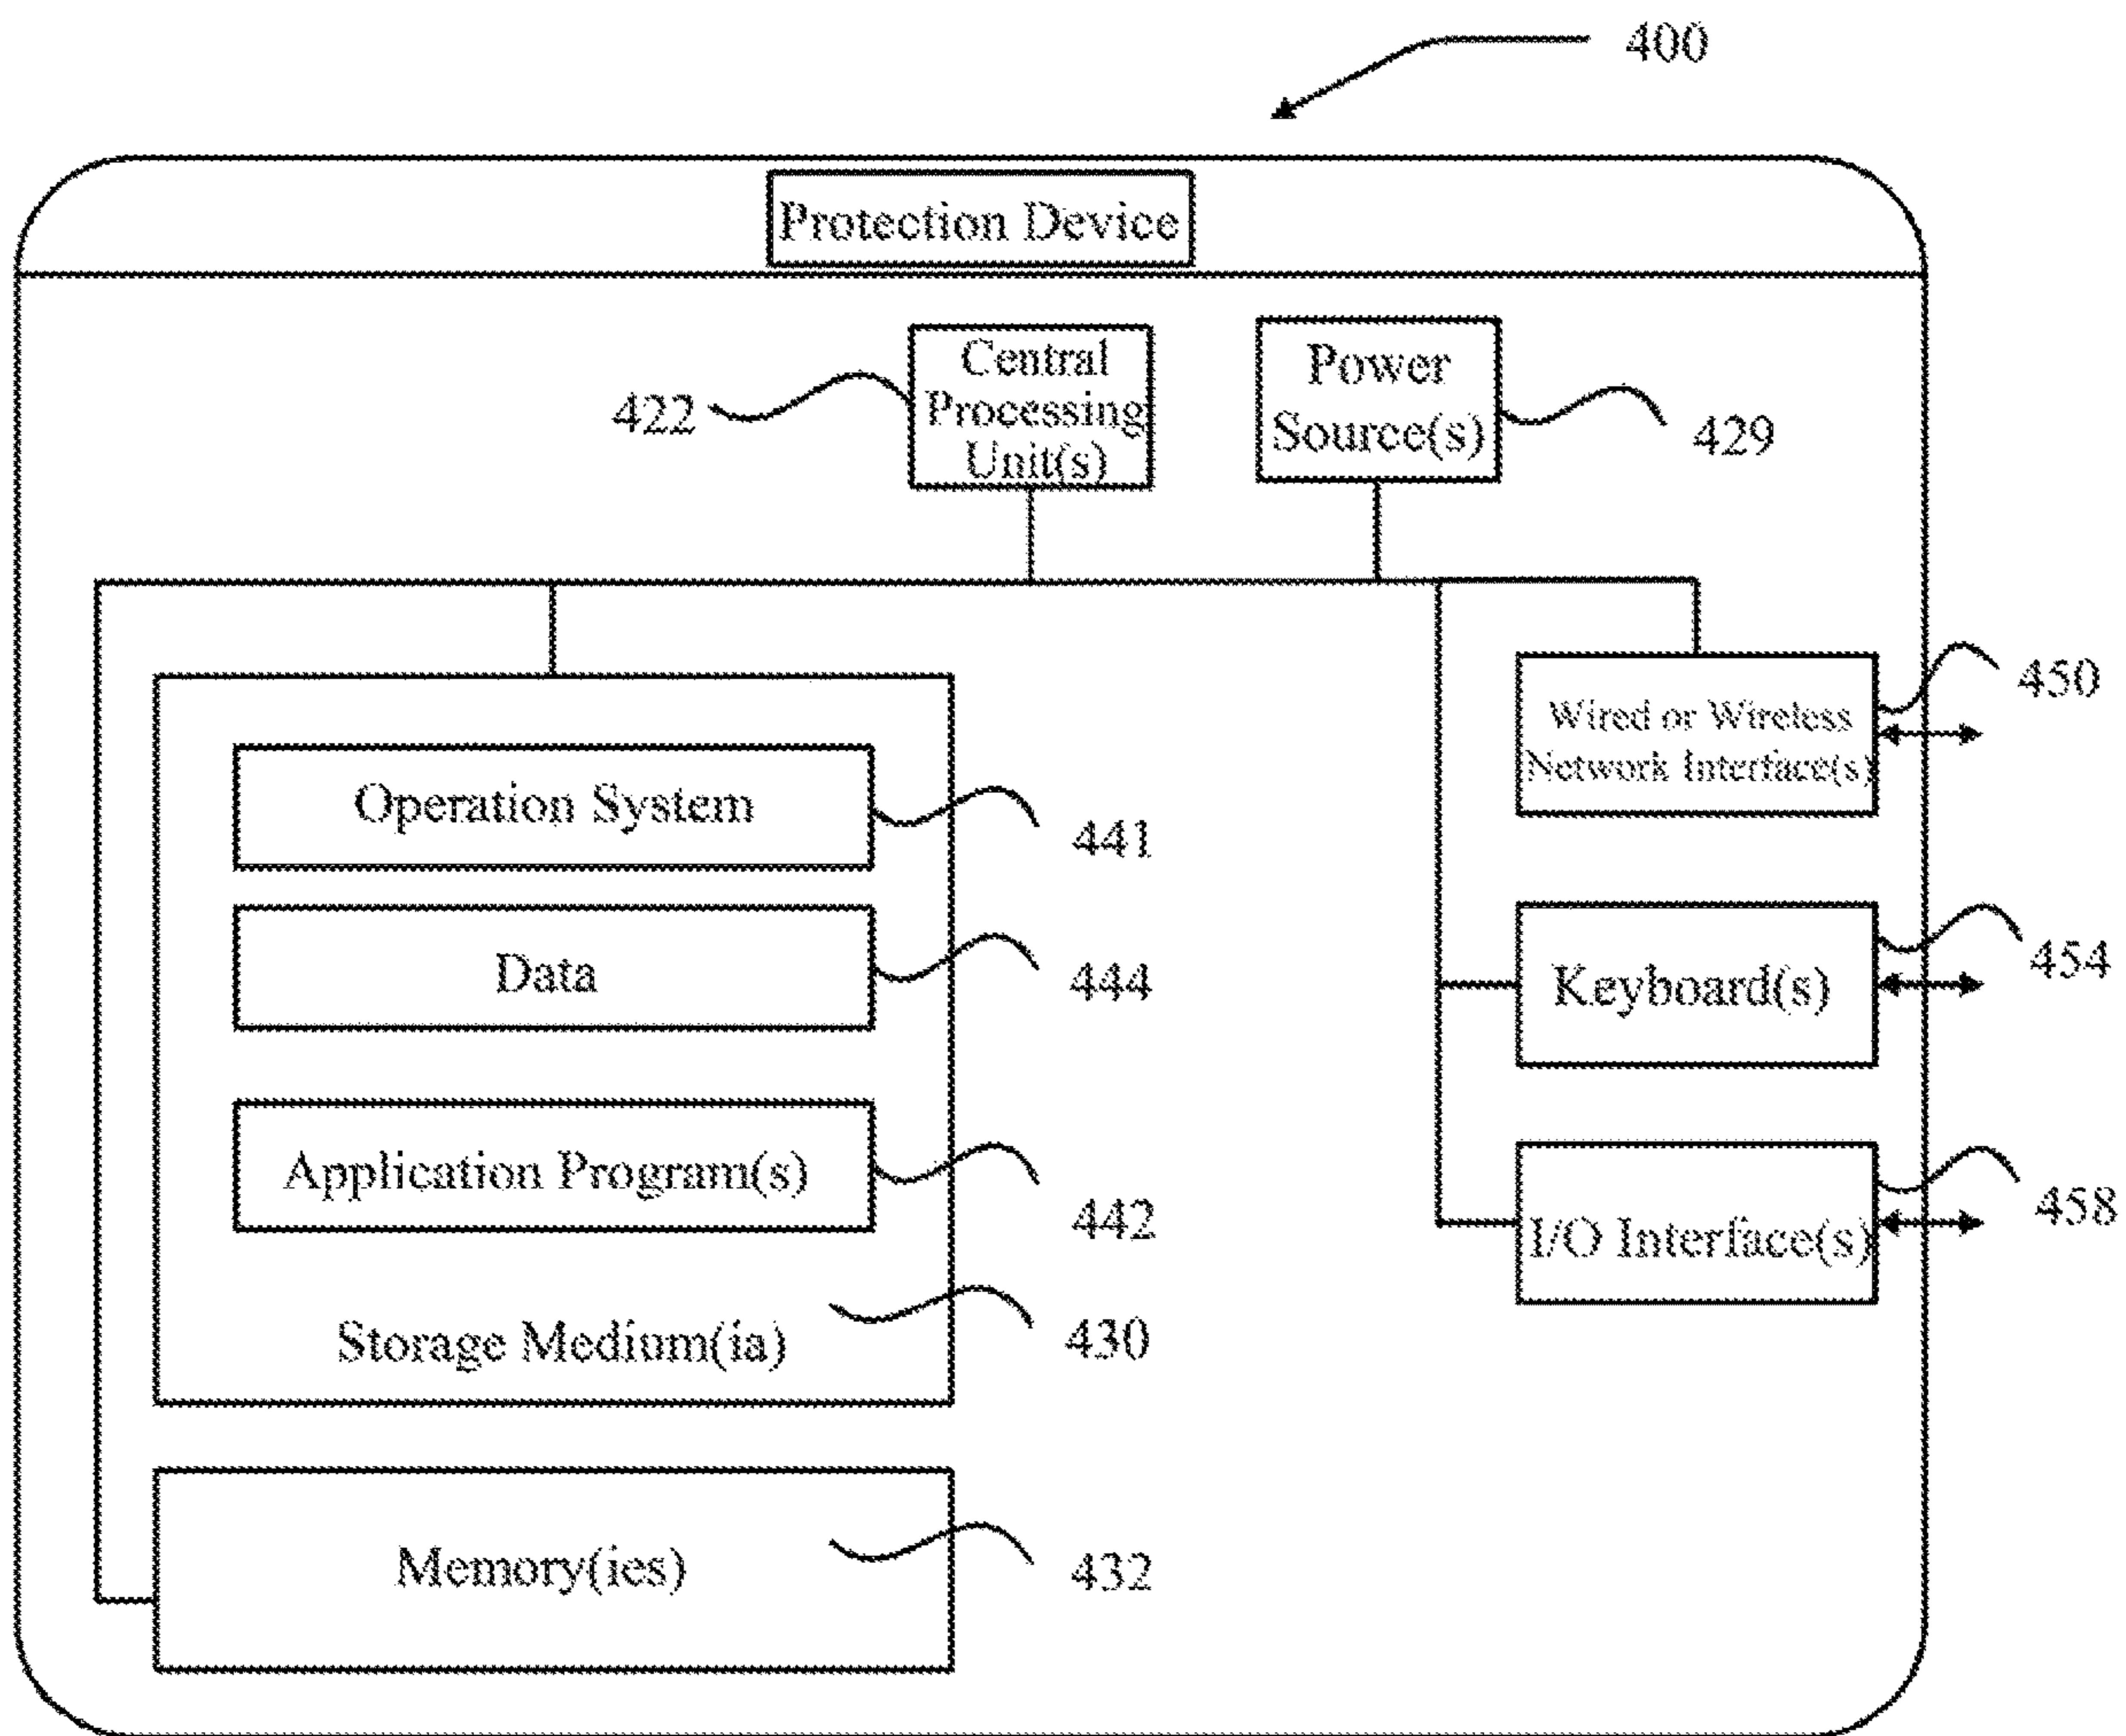 400
Protection Device
Central
Processing
Unit(s)
422
Power
Source(s)
429
Wired or Wireless
Network Interface(s)
450
Operation System
441
Data
444
Keyboard(s)
454
Application Program(s)
442
I/O Interface(s)
458
Storage Medium(ia)
430
Memory(ies)
432